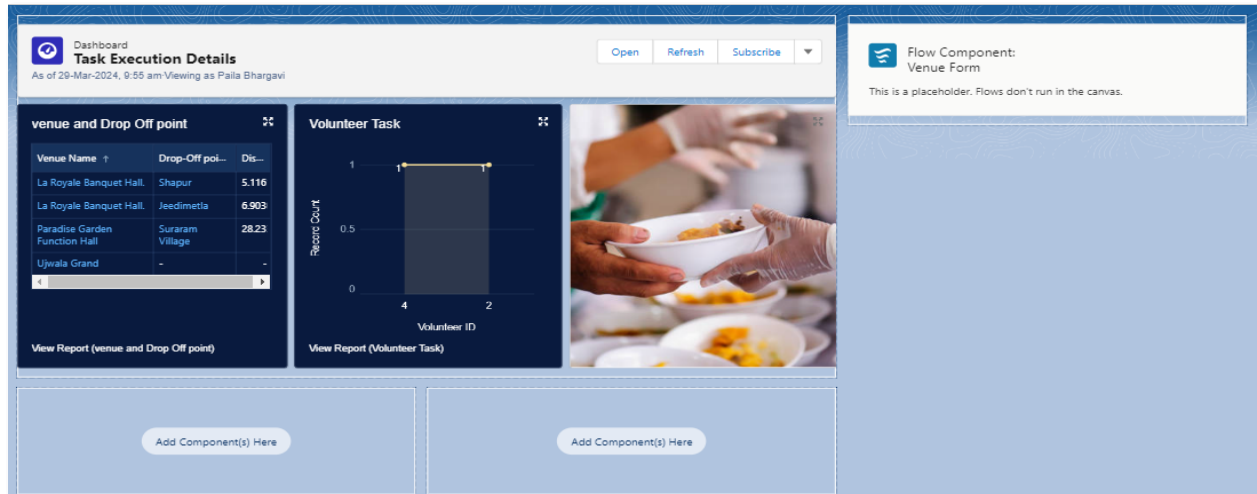 Dashboard
Task Execution Details
As of 29-Mar-2024, 9:55 am·Viewing as Paila Bhargavi
Open
Refresh
Subscribe
venue and Drop Off point
Venue Name ↑ Drop-Off poi... Dis...
La Royale Banquet Hall. Shapur 5.116
La Royale Banquet Hall. Jeedimetla 6.903
Paradise Garden Function Hall Suraram Village 28.23
Ujwala Grand - -
View Report (venue and Drop Off point)
Volunteer Task
1
0.5
0
Record Count
1 1
4 2
Volunteer ID
View Report (Volunteer Task)
Flow Component:
Venue Form
This is a placeholder. Flows don't run in the canvas.
Add Component(s) Here
Add Component(s) Here